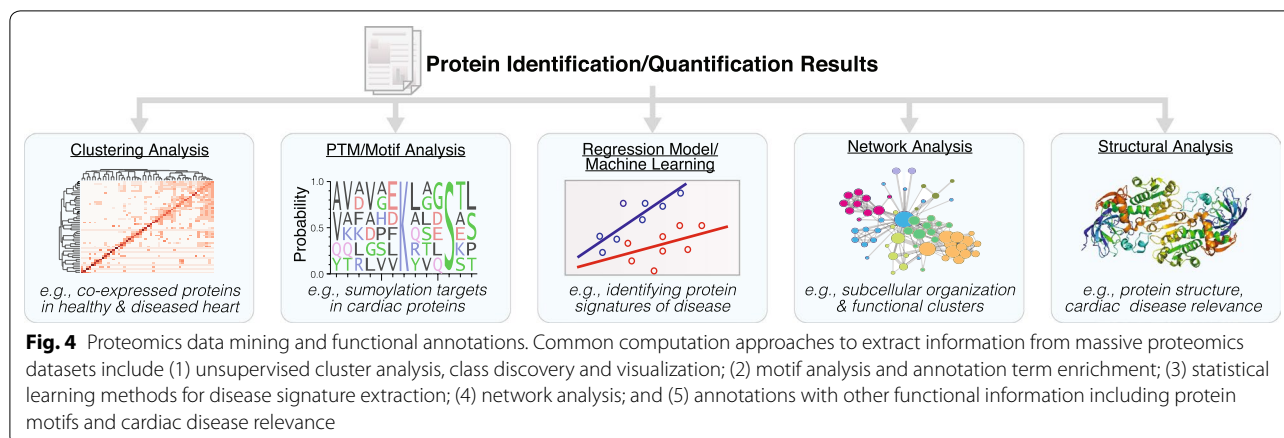 Protein Identification/Quantification Results
Clustering Analysis
e.g., co-expressed proteins
in healthy & diseased heart
PTM/Motif Analysis
Probability
1.0
0.5
0.0
AVAVAEKLAGGTL
VAFAHDKALDSAS
VKKDPFKQSESES
QQLGSLKRTLSKP
YTRLVVKYVQSST
e.g., sumoylation targets
in cardiac proteins
Regression Model/
Machine Learning
e.g., identifying protein
signatures of disease
Network Analysis
e.g., subcellular organization
& functional clusters
Structural Analysis
e.g., protein structure,
cardiac disease relevance
Fig. 4 Proteomics data mining and functional annotations. Common computation approaches to extract information from massive proteomics
datasets include (1) unsupervised cluster analysis, class discovery and visualization; (2) motif analysis and annotation term enrichment; (3) statistical
learning methods for disease signature extraction; (4) network analysis; and (5) annotations with other functional information including protein
motifs and cardiac disease relevance